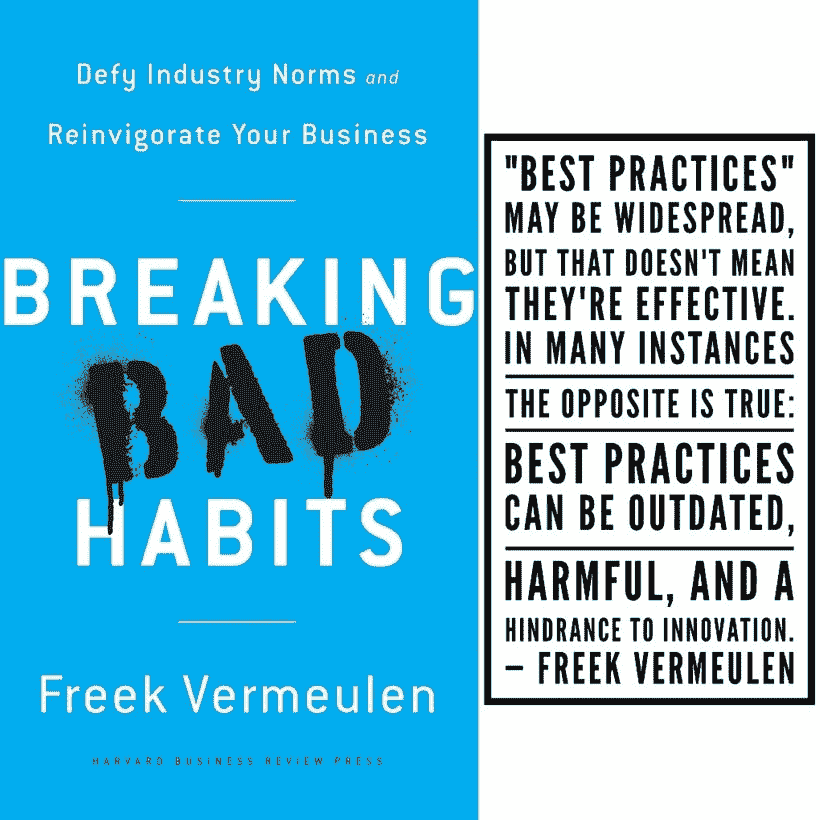 Defy Industry Norms and
Reinvigorate Your Business
BREAKING
BAD
HABITS
Freek Vermeulen
HARVARD BUSINESS REVIEW PRESS
"BEST PRACTICES"
MAY BE WIDESPREAD,
BUT THAT DOESN'T MEAN
THEY'RE EFFECTIVE.
IN MANY INSTANCES
THE OPPOSITE IS TRUE:
BEST PRACTICES
CAN BE OUTDATED,
HARMFUL, AND A
HINDRANCE TO INNOVATION.
– FREEK VERMEULEN